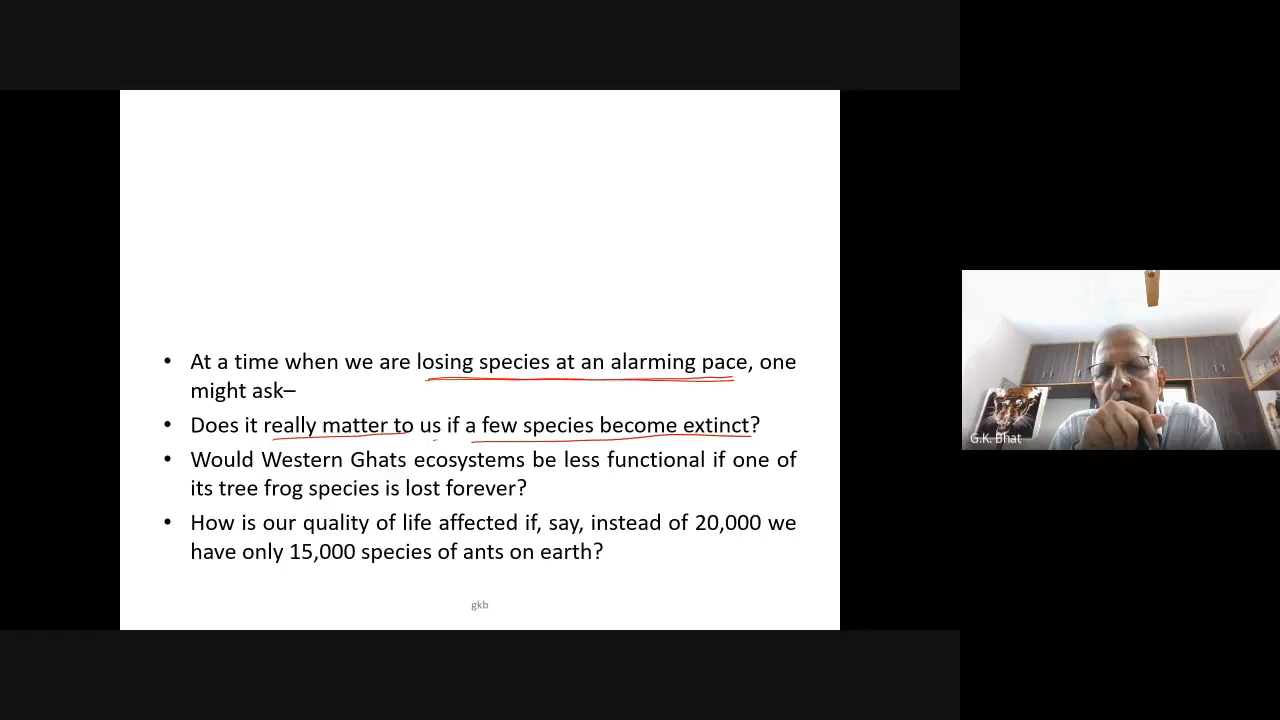 • At a time when we are losing species at an alarming pace, one
might ask–
• Does it really matter to us if a few species become extinct?
• Would Western Ghats ecosystems be less functional if one of
its tree frog species is lost forever?
• How is our quality of life affected if, say, instead of 20,000 we
have only 15,000 species of ants on earth?
gkb
G.K. Bhat